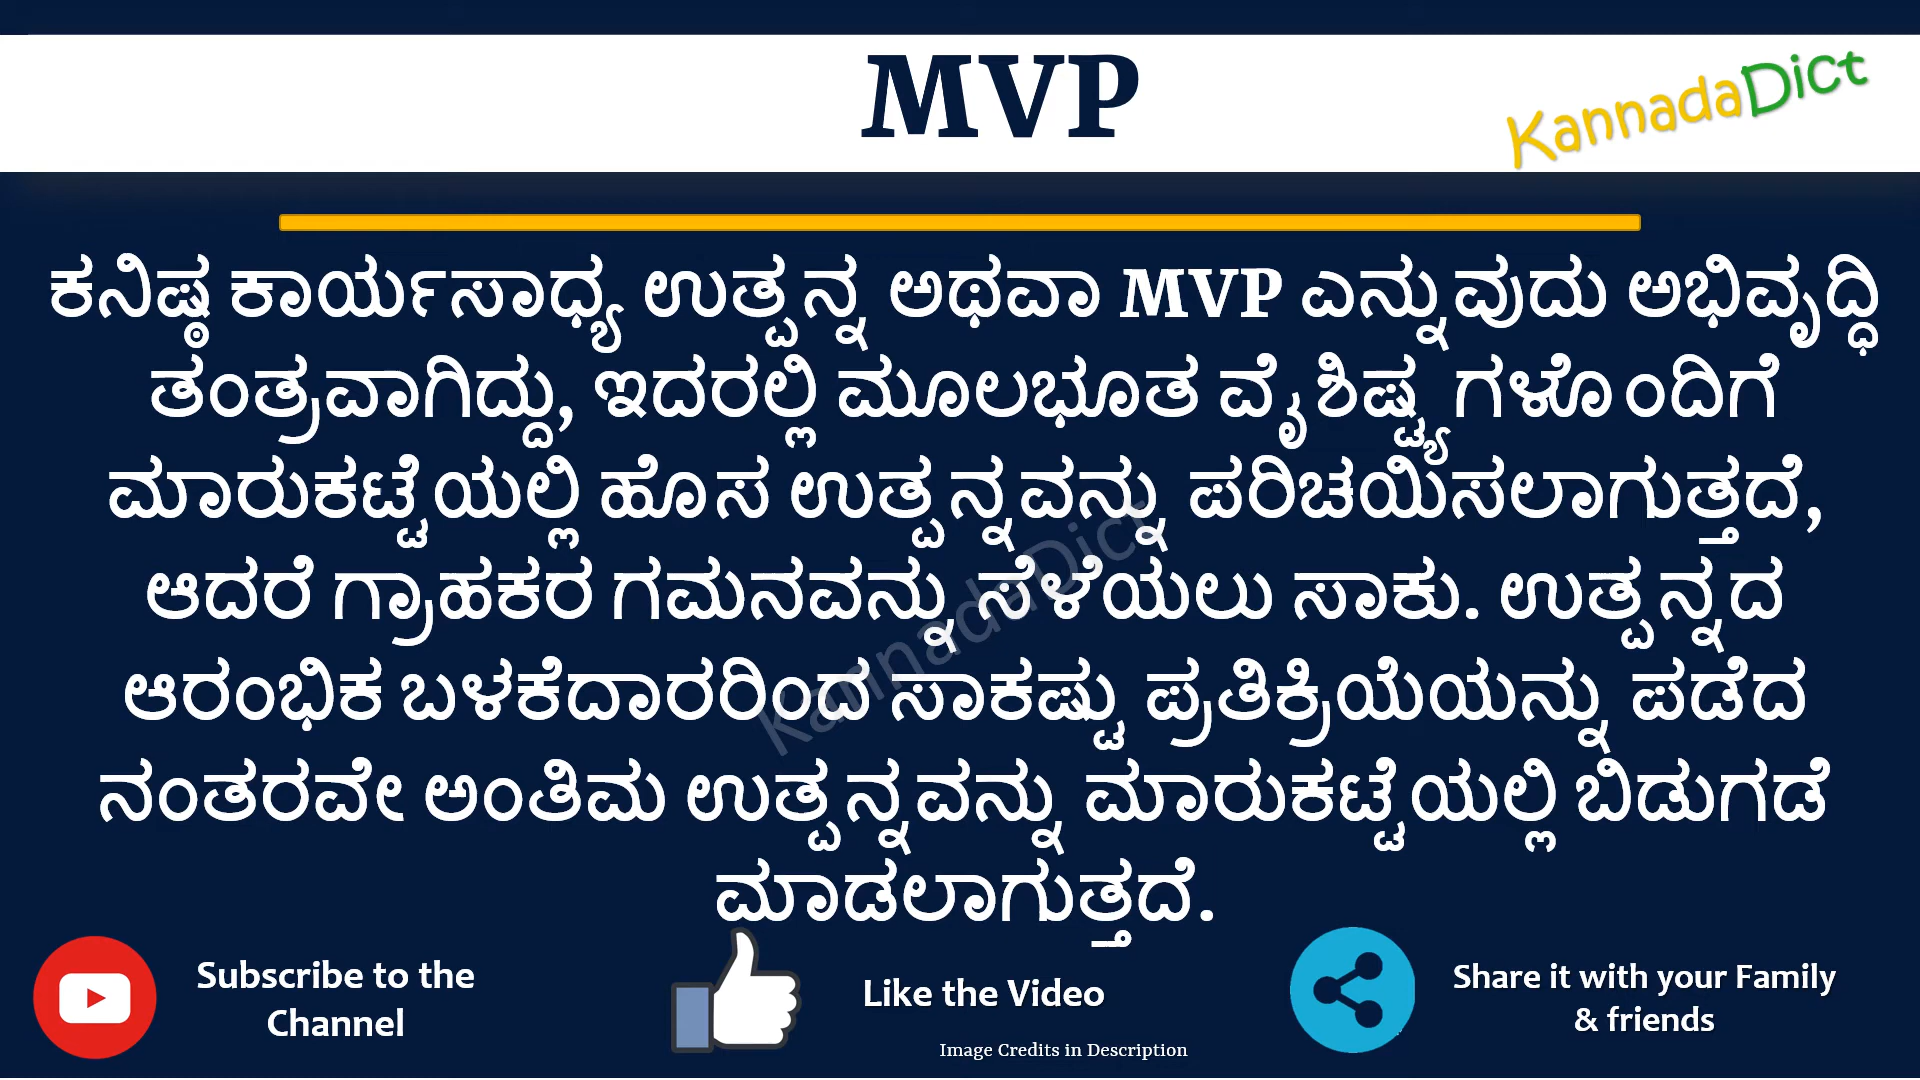 MVP
KannadaDict
ಕನಿಷ್ಠ ಕಾರ್ಯಸಾಧ್ಯ ಉತ್ಪನ್ನ ಅಥವಾ MVP ಎನ್ನುವುದು ಅಭಿವೃದ್ಧಿ
ತಂತ್ರವಾಗಿದ್ದು, ಇದರಲ್ಲಿ ಮೂಲಭೂತ ವೈಶಿಷ್ಟ್ಯಗಳೊಂದಿಗೆ
ಮಾರುಕಟ್ಟೆಯಲ್ಲಿ ಹೊಸ ಉತ್ಪನ್ನವನ್ನು ಪರಿಚಯಿಸಲಾಗುತ್ತದೆ,
ಆದರೆ ಗ್ರಾಹಕರ ಗಮನವನ್ನು ಸೆಳೆಯಲು ಸಾಕು. ಉತ್ಪನ್ನದ
ಆರಂಭಿಕ ಬಳಕೆದಾರರಿಂದ ಸಾಕಷ್ಟು ಪ್ರತಿಕ್ರಿಯೆಯನ್ನು ಪಡೆದ
ನಂತರವೇ ಅಂತಿಮ ಉತ್ಪನ್ನವನ್ನು ಮಾರುಕಟ್ಟೆಯಲ್ಲಿ ಬಿಡುಗಡೆ
ಮಾಡಲಾಗುತ್ತದೆ.
KannadaDict
Subscribe to the
Channel
Like the Video
Share it with your Family
& friends
Image Credits in Description